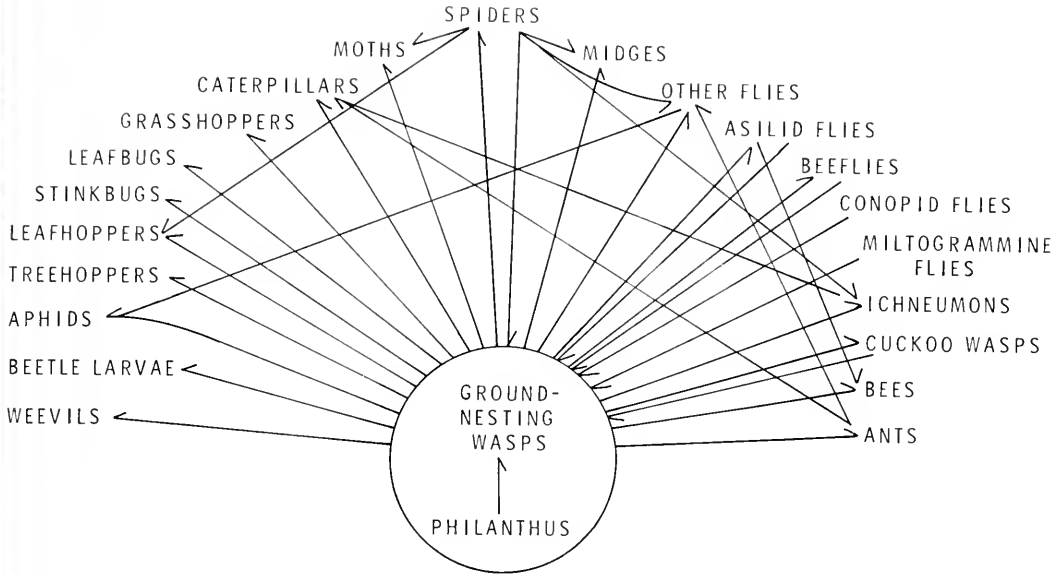 SPIDERS
MOTHS
MIDGES
CATERPILLARS
OTHER FLIES
GRASSHOPPERS
ASILID FLIES
LEAFBUGS
BEEFLIES
STINKBUGS
CONOPID FLIES
LEAFHOPPERS
MILTOGRAMMINE
FLIES
TREEHOPPERS
ICHNEUMONS
APHIDS
CUCKOO WASPS
BEETLE LARVAE
BEES
WEEVILS
ANTS
GROUND-
NESTING
WASPS
PHILANTHUS